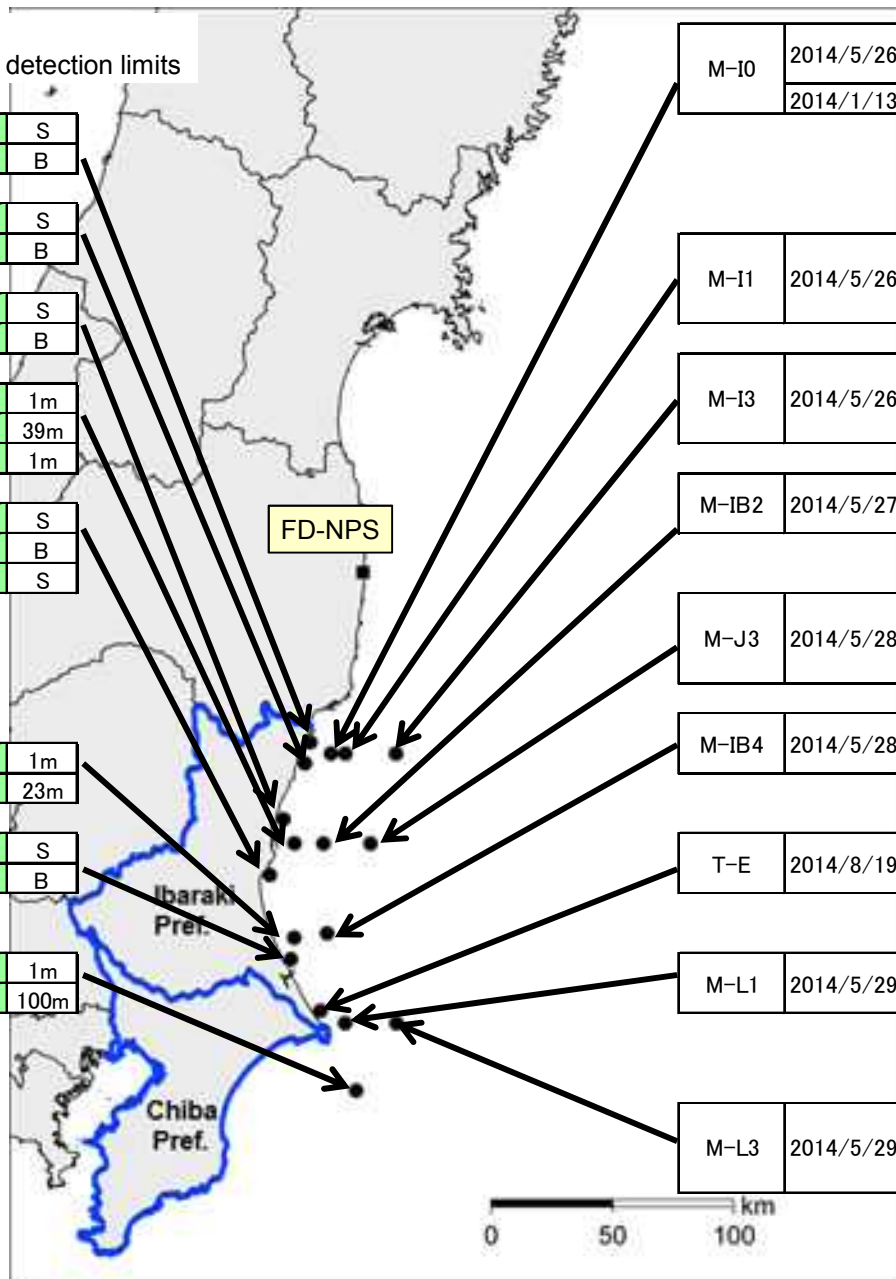 detection limits
S
B
S
B
S
B
1m
39m
1m
S
B
S
1m
23m
S
B
1m
100m
FD-NPS
Ibaraki
Pref.
Chiba
Pref.
M-I0
2014/5/26
2014/1/13
M-I1
2014/5/26
M-I3
2014/5/26
M-IB2
2014/5/27
M-J3
2014/5/28
M-IB4
2014/5/28
T-E
2014/8/19
M-L1
2014/5/29
M-L3
2014/5/29
km
0 50 100